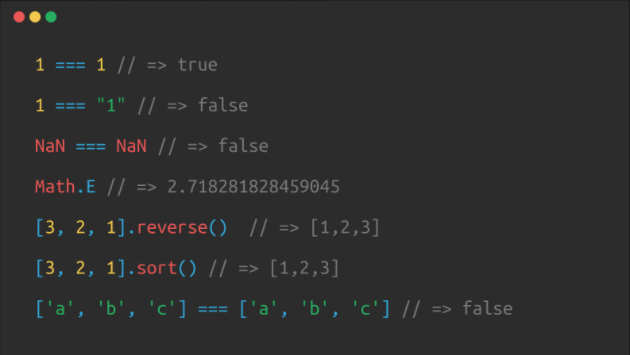 1 === 1 // => true
1 === "1" // => false
NaN === NaN // => false
Math.E // => 2.718281828459045
[3, 2, 1].reverse()  // => [1,2,3]
[3, 2, 1].sort() // => [1,2,3]
['a', 'b', 'c'] === ['a', 'b', 'c'] // => false